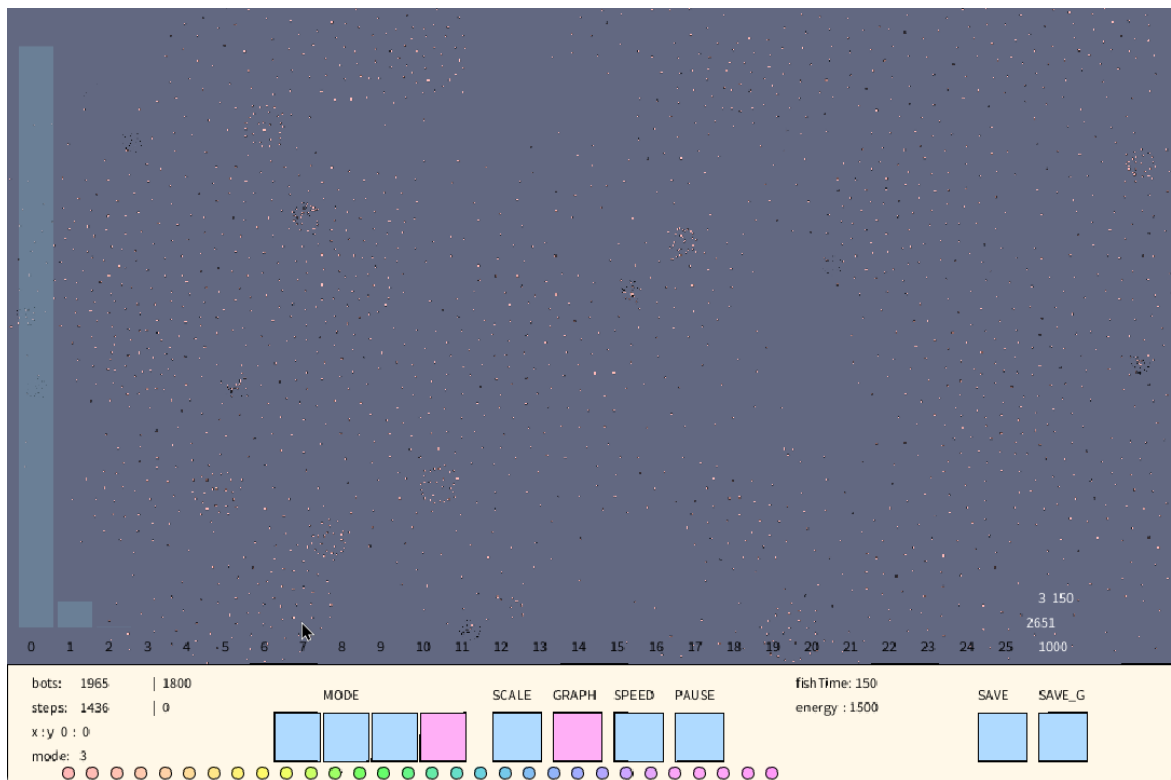 3 150
2651
0 1 2 3 4 5 6 7 8 9 10 11 12 13 14 15 16 17 18 19 20 21 22 23 24 25 1000
bots: 1965 | 1800
steps: 1436 | 0
x:y 0 : 0
mode: 3
MODE SCALE GRAPH SPEED PAUSE
fishTime: 150
energy : 1500
SAVE SAVE_G